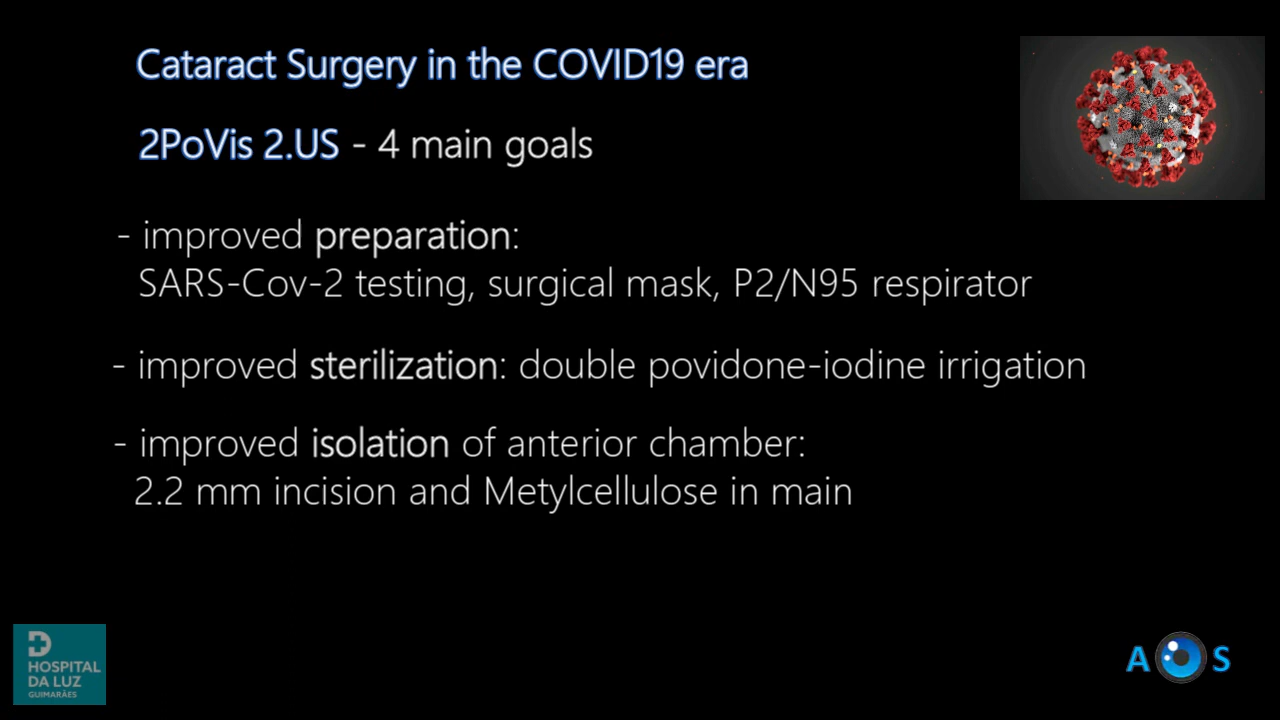 Cataract Surgery in the COVID19 era
2PoVis 2.US - 4 main goals
- improved preparation:
SARS-Cov-2 testing, surgical mask, P2/N95 respirator
- improved sterilization: double povidone-iodine irrigation
- improved isolation of anterior chamber:
2.2 mm incision and Metylcellulose in main
D
HOSPITAL
DA LUZ
GUIMARÃES
A S